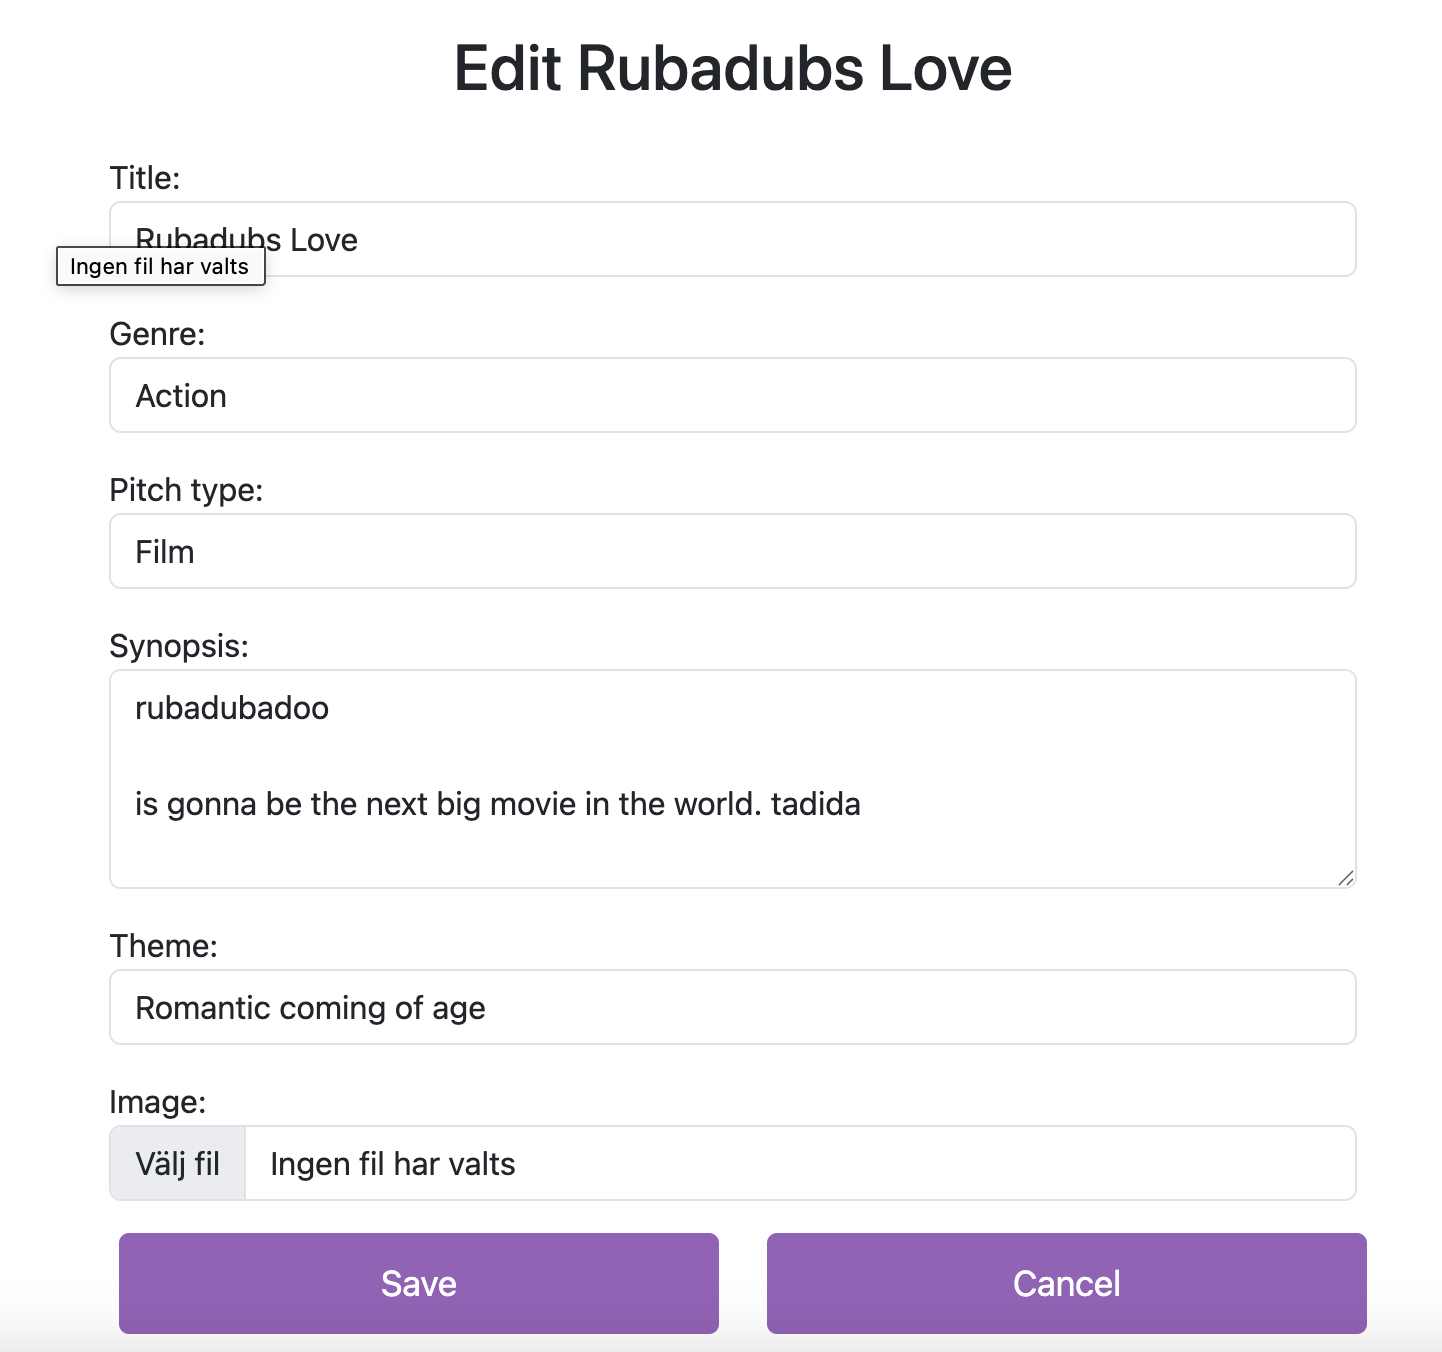 Edit Rubadubs Love
Title:
Rubadubs Love
Ingen fil har valts
Genre:
Action
Pitch type:
Film
Synopsis:
rubadubadoo
is gonna be the next big movie in the world. tadida
Theme:
Romantic coming of age
Image:
Välj fil Ingen fil har valts
Save Cancel